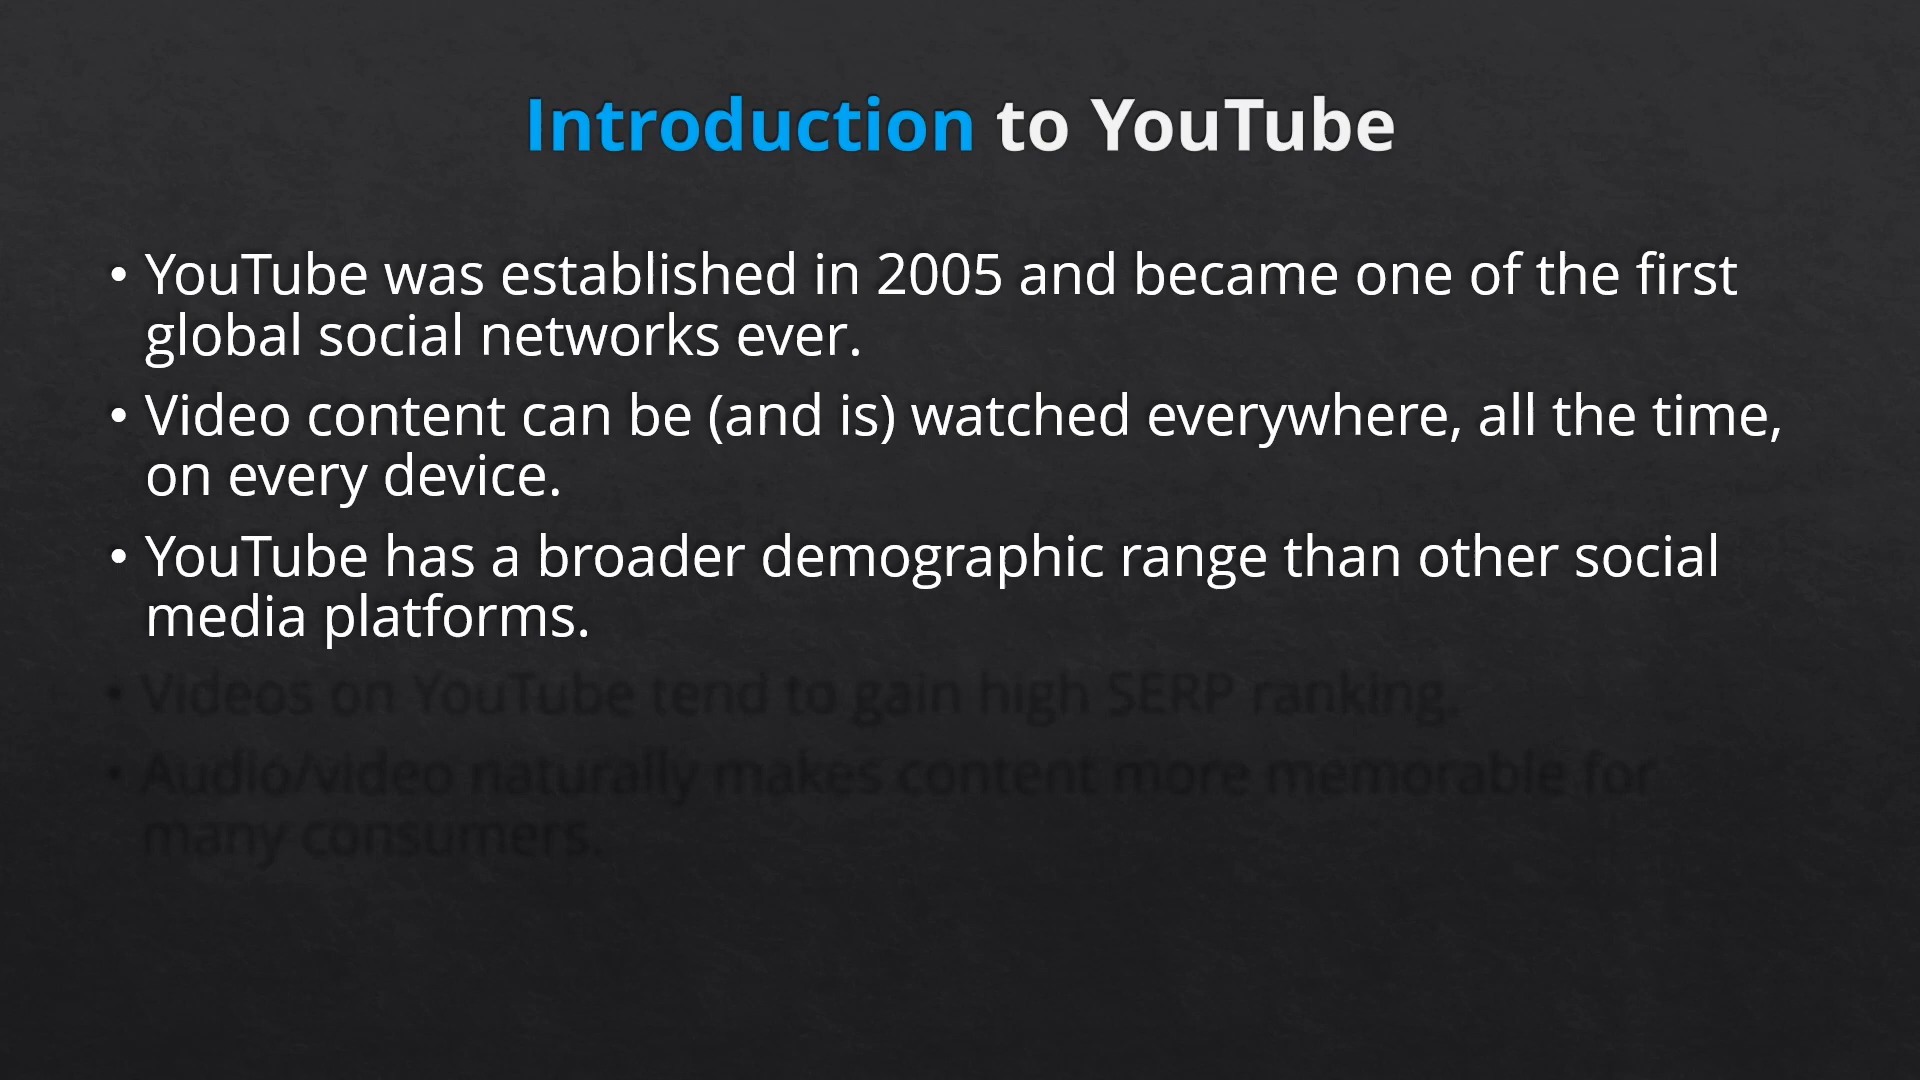 Introduction to YouTube
• YouTube was established in 2005 and became one of the first
global social networks ever.
• Video content can be (and is) watched everywhere, all the time,
on every device.
• YouTube has a broader demographic range than other social
media platforms.
• Videos on YouTube tend to gain high SERP ranking.
• Audio/video naturally makes content more memorable for
many consumers.